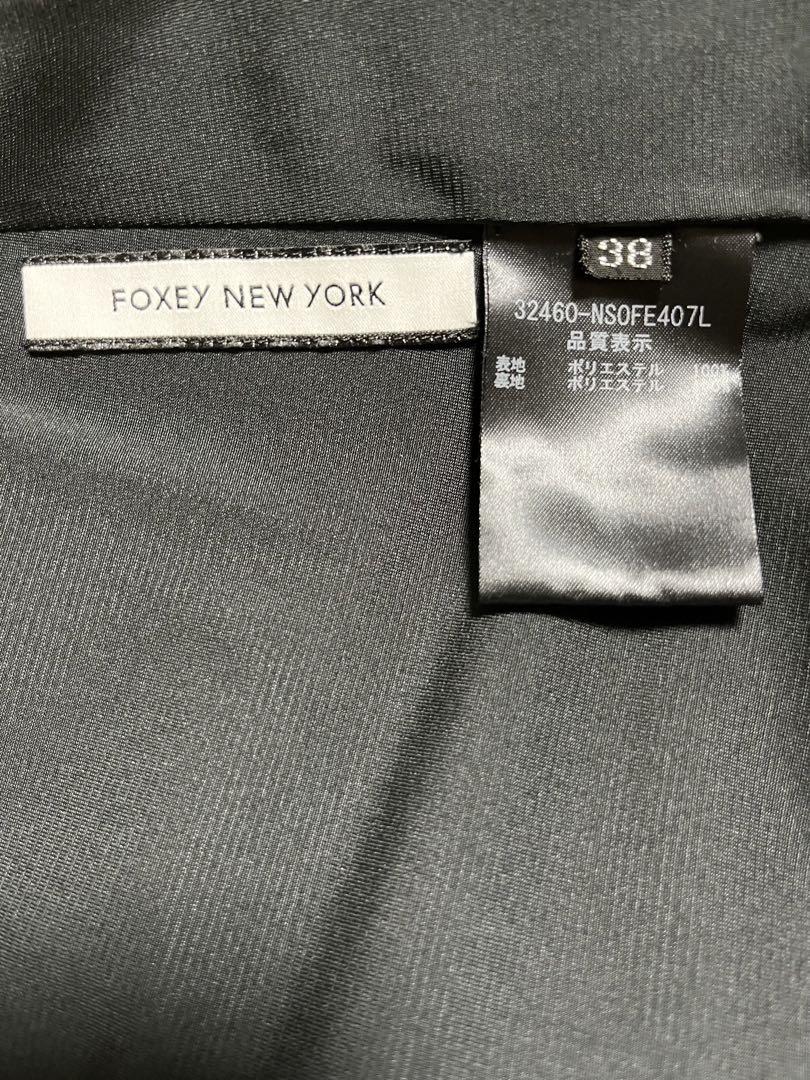 FOXEY NEW YORK
38
32460-NSOFE407L
品質表示
表地 ポリエステル 100%
裏地 ポリエステル